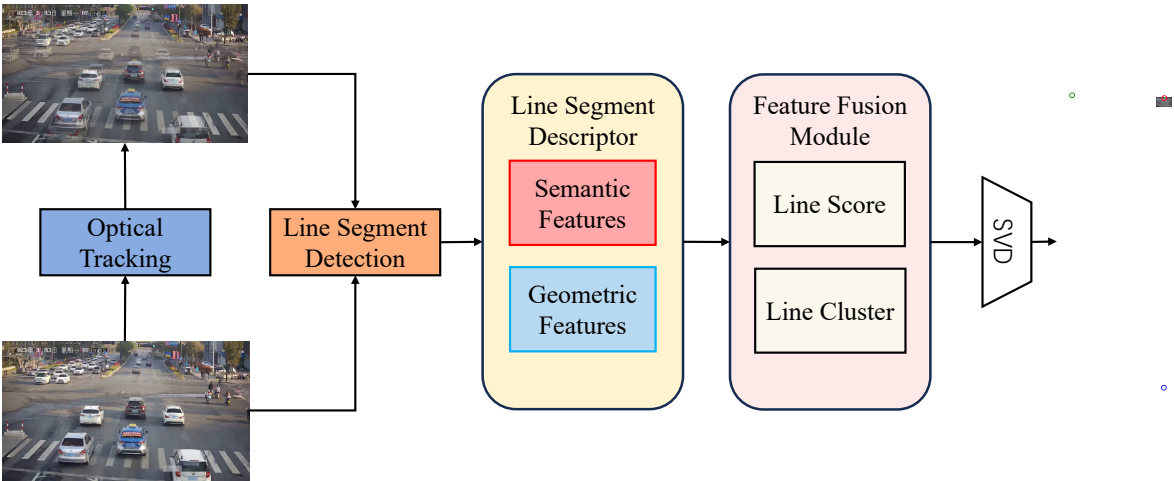 Optical
Tracking
Line Segment
Detection
Line Segment
Descriptor
Semantic
Features
Geometric
Features
Feature Fusion
Module
Line Score
Line Cluster
SVD